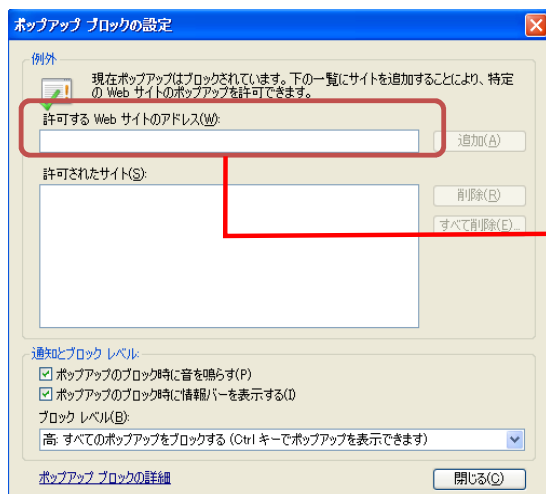 ポップアップ ブロックの設定
例外
現在ポップアップはブロックされています。下の一覧にサイトを追加することにより、特定
の Web サイトのポップアップを許可できます。
許可する Web サイトのアドレス(W):
追加(A)
許可されたサイト(S):
削除(R)
すべて削除(E)...
通知とブロック レベル:
ポップアップのブロック時に音を鳴らす(P)
ポップアップのブロック時に情報バーを表示する(I)
ブロック レベル(B):
高: すべてのポップアップをブロックする (Ctrl キーでポップアップを表示できます)
ポップアップ ブロックの詳細
閉じる(C)